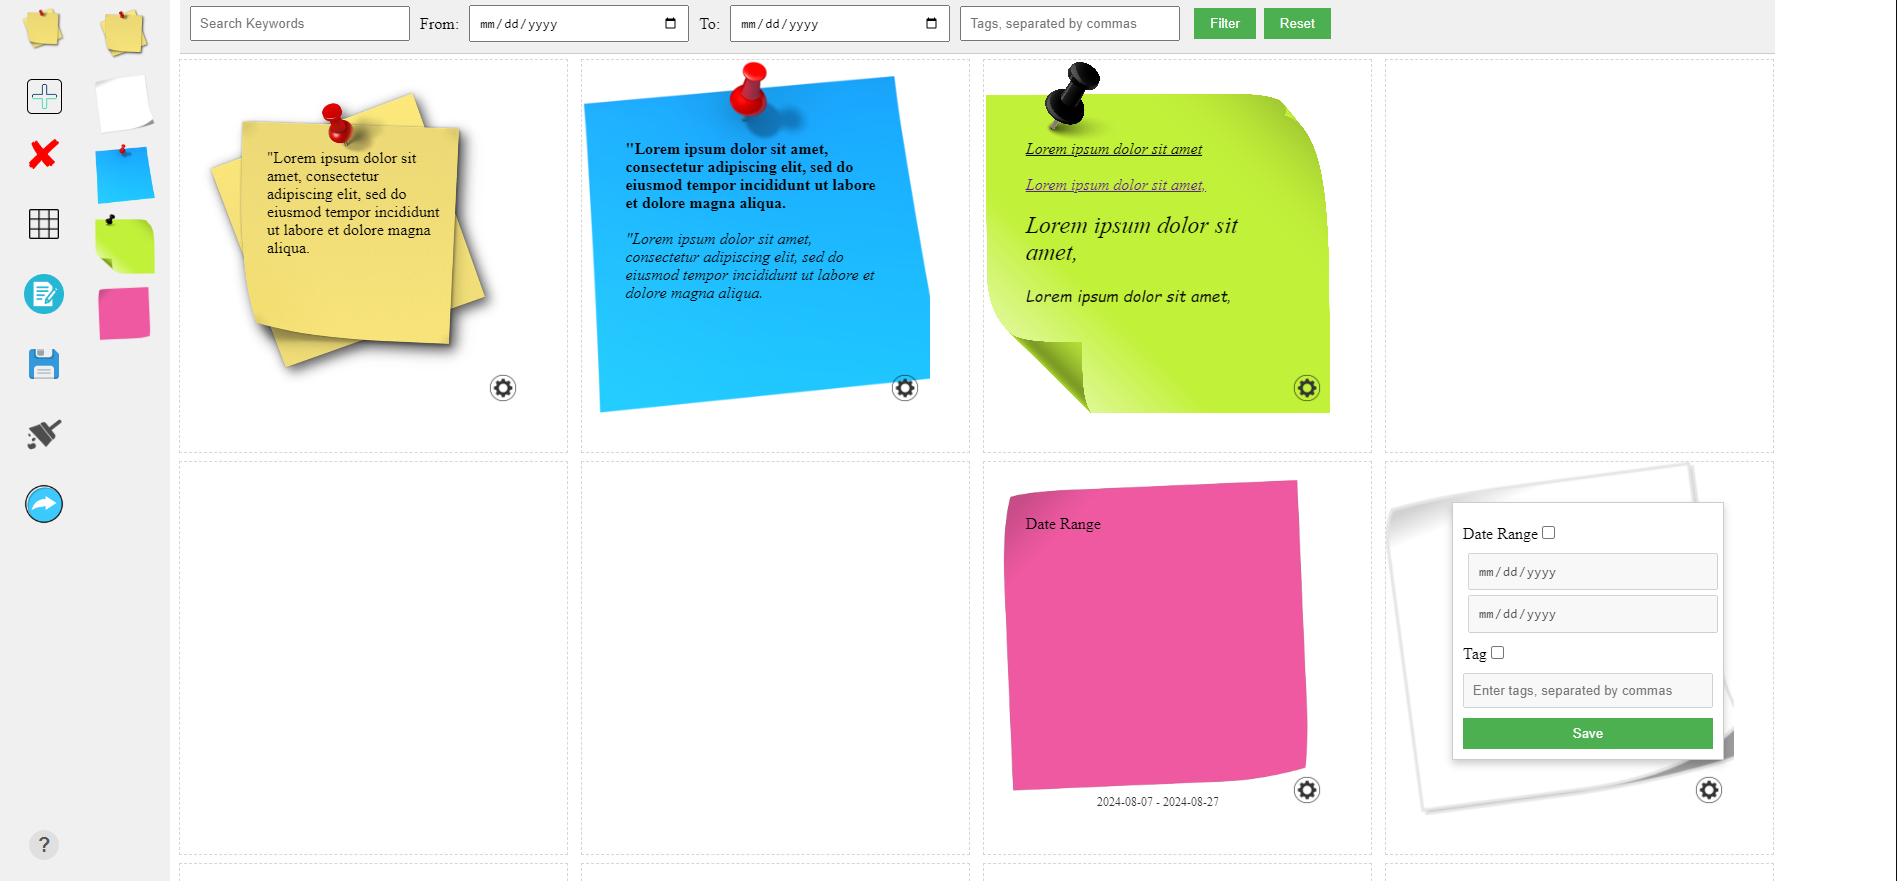 Search Keywords From: mm/dd/yyyy To: mm/dd/yyyy Tags, separated by commas Filter Reset
"Lorem ipsum dolor sit
amet, consectetur
adipiscing elit, sed do
eiusmod tempor incididunt
ut labore et dolore magna
aliqua.
"Lorem ipsum dolor sit amet,
consectetur adipiscing elit, sed do
eiusmod tempor incididunt ut labore
et dolore magna aliqua.
"Lorem ipsum dolor sit amet,
consectetur adipiscing elit, sed do
eiusmod tempor incididunt ut labore et
dolore magna aliqua.
Lorem ipsum dolor sit amet
Lorem ipsum dolor sit amet,
Lorem ipsum dolor sit
amet,
Lorem ipsum dolor sit amet,
Date Range
2024-08-07 - 2024-08-27
Date Range
mm/dd/yyyy
mm/dd/yyyy
Tag
Enter tags, separated by commas
Save
?